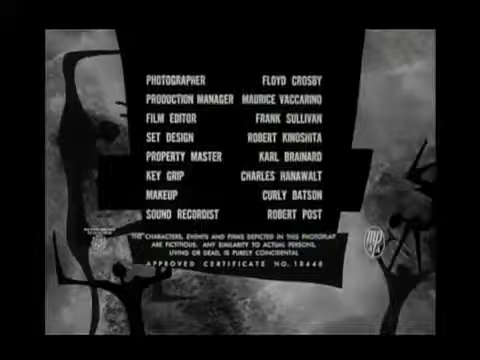 PHOTOGRAPHER FLOYD CROSBY
PRODUCTION MANAGER MAURICE VACCARINO
FILM EDITOR FRANK SULLIVAN
SET DESIGN ROBERT KINOSHITA
PROPERTY MASTER KARL BRAINARD
KEY GRIP CHARLES HANAWALT
MAKEUP CURLY BATSON
SOUND RECORDIST ROBERT POST
THE CHARACTERS, EVENTS AND FIRMS DEPICTED IN THIS PHOTOPLAY
ARE FICTITIOUS. ANY SIMILARITY TO ACTUAL PERSONS,
LIVING OR DEAD, IS PURELY COINCIDENTAL
APPROVED CERTIFICATE NO. 18640